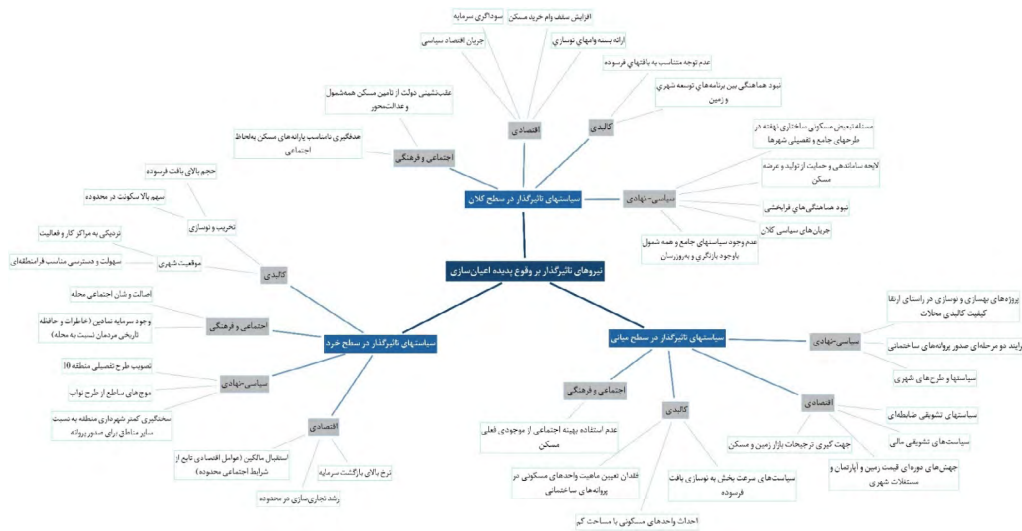 افزایش سقف وام خرید مسکن
سوداگری سرمایه
ارائه بسته وامهای نوسازی
جریان اقتصاد سیاسی
اقتصادی
عدم توجه متناسب به بافتهای فرسوده
نبود هماهنگی بین برنامه‌های توسعه شهری
و زمین
کالبدی
عقب‌نشینی دولت از تامین مسکن همه‌شمول
و عدالت‌محور
هدفگیری نامناسب یارانه‌های مسکن به‌لحاظ
اجتماعی
اجتماعی و فرهنگی
مسئله تبعیض مسکونی ساختاری نهفته در
طرحهای جامع و تفصیلی شهرها
لایحه ساماندهی و حمایت از تولید و عرضه
مسکن
نبود هماهنگی‌های فرابخشی
جریان‌های سیاسی کلان
عدم وجود سیاستهای جامع و همه شمول
باوجود بازنگری و به‌روزرسان
سیاسی-نهادی
سیاستهای تاثیرگذار در سطح کلان
نیروهای تاثیرگذار بر وقوع پدیده اعیان‌سازی
حجم بالای بافت فرسوده
سهم بالا سکونت در محدوده
تخریب و نوسازی
نزدیکی به مراکز کار و فعالیت
سهولت و دسترسی مناسب فرامنطقه‌ای
موقعیت شهری
کالبدی
اصالت و شان اجتماعی محله
وجود سرمایه نمادین (خاطرات و حافظه
تاریخی مردمان نسبت به محله)
اجتماعی و فرهنگی
تصویب طرح تفصیلی منطقه 10
موج‌های ساطع از طرح نواب
سختگیری کمتر شهرداری منطقه به نسبت
سایر مناطق برای صدور پروانه
سیاسی-نهادی
استقبال مالکین (عوامل اقتصادی تابع از
شرایط اجتماعی محدوده)
نرخ بالای بازگشت سرمایه
رشد تجاری‌سازی در محدوده
اقتصادی
سیاستهای تاثیرگذار در سطح خرد
سیاستهای تاثیرگذار در سطح میانی
پروژه‌های بهسازی و نوسازی در راستای ارتقا
کیفیت کالبدی محلات
رایند دو مرحله‌ای صدور پروانه‌های ساختمانی
سیاستها و طرح‌های شهری
سیاسی-نهادی
سیاستهای تشویقی ضابطه‌ای
سیاست‌های تشویقی مالی
جهت گیری ترجیحات بازار زمین و مسکن
جهش‌های دوره‌ای قیمت زمین و آپارتمان و
مستغلات شهری
اقتصادی
اجتماعی و فرهنگی
عدم استفاده بهینه اجتماعی از موجودی فعلی
مسکن
کالبدی
فقدان تعیین ماهیت واحدهای مسکونی در
پروانه‌های ساختمانی
سیاست‌های سرعت بخش به نوسازی بافت
فرسوده
احداث واحدهای مسکونی با مساحت کم